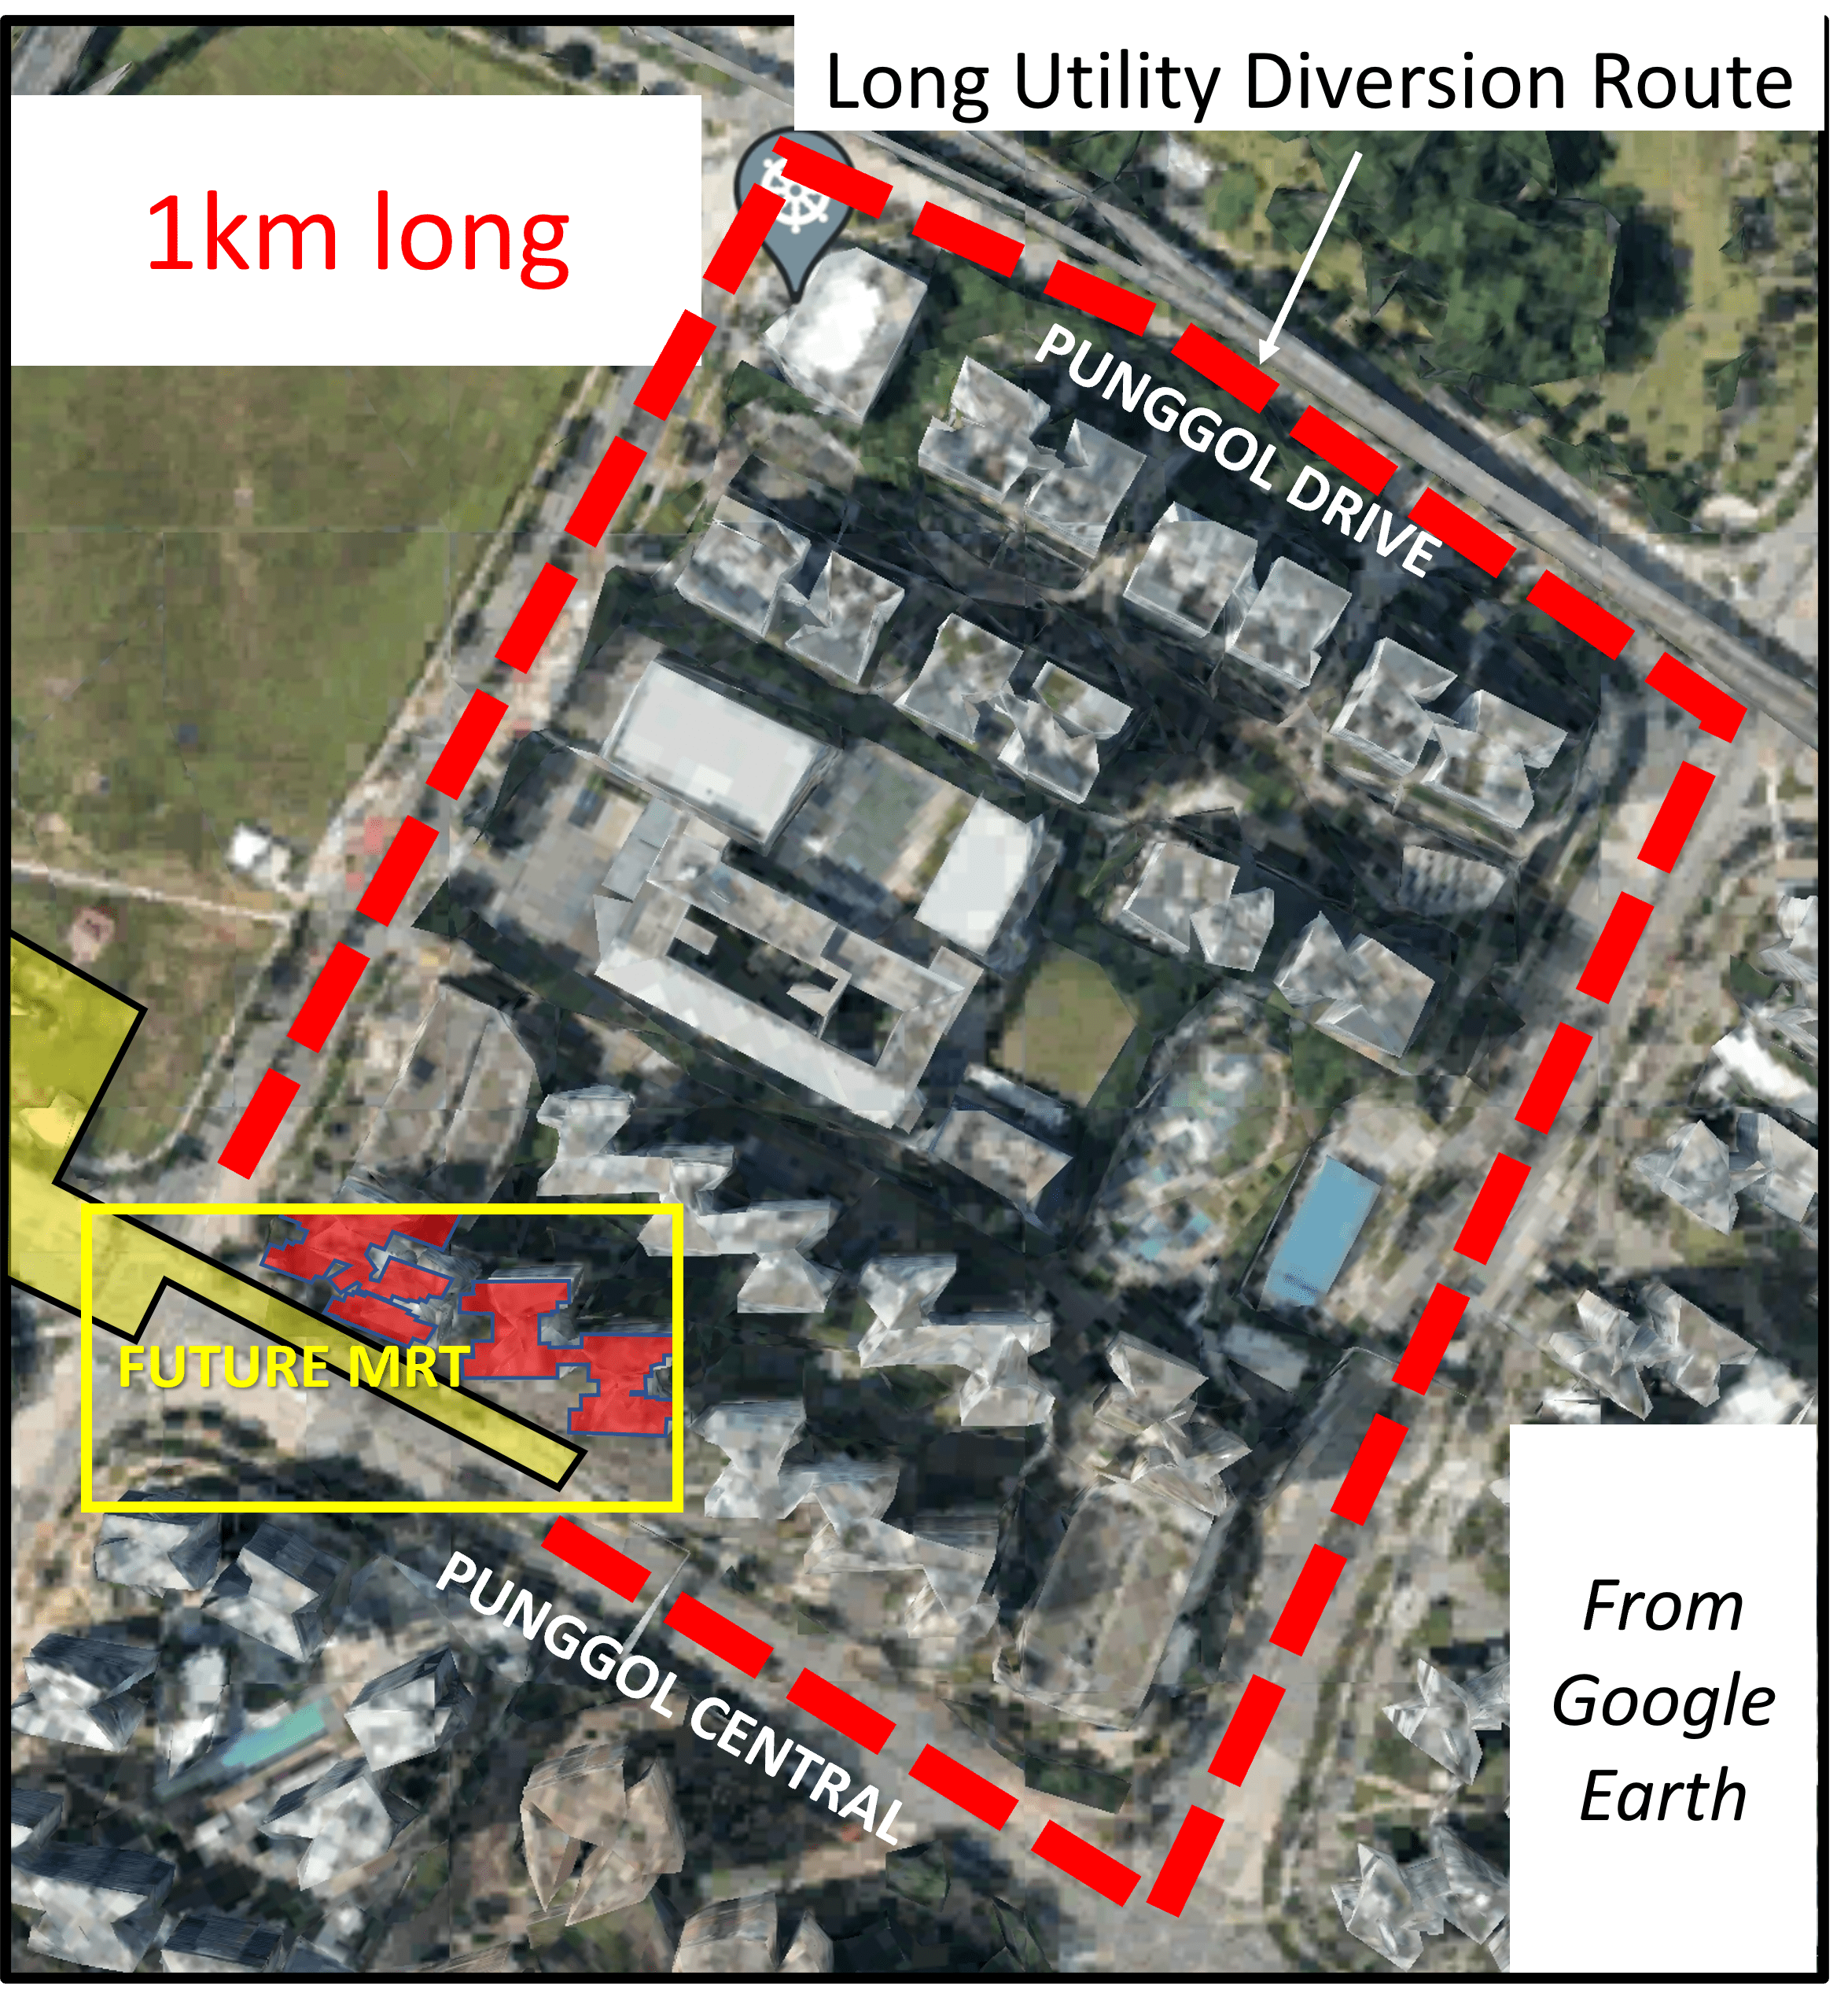 Long Utility Diversion Route
1km long
PUNGGOL DRIVE
FUTURE MRT
PUNGGOL CENTRAL
From
Google
Earth